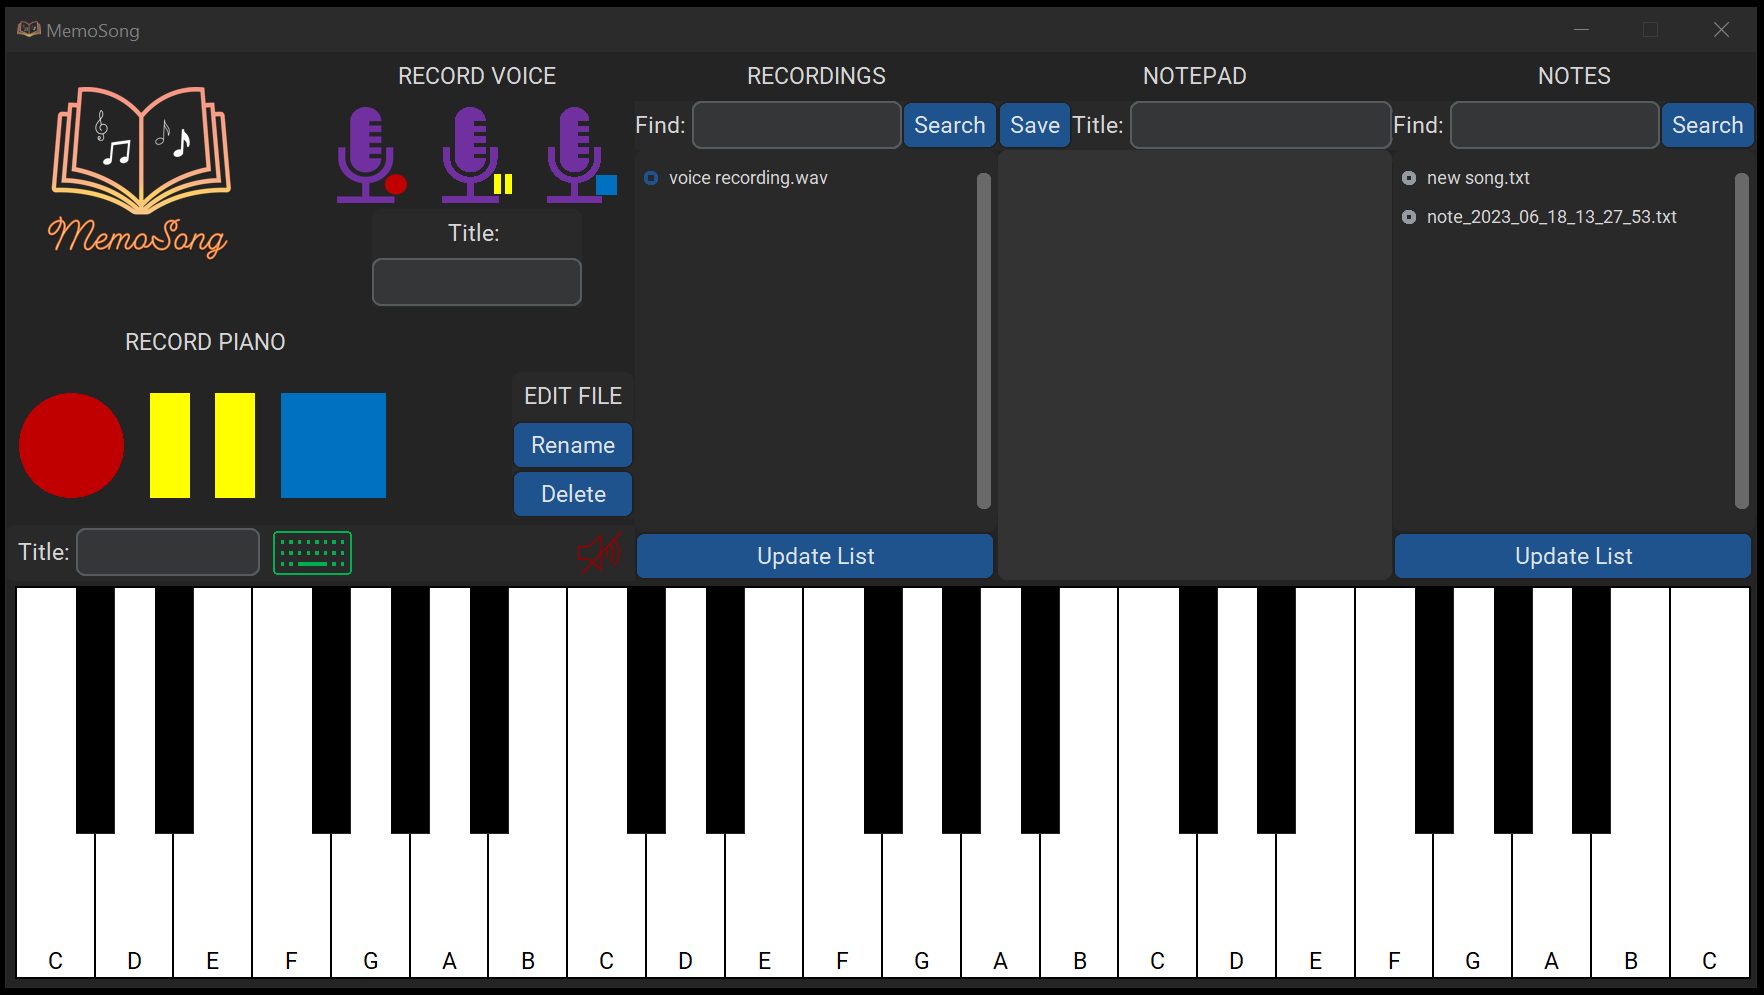 MemoSong
MemoSong
RECORD VOICE
Title:
RECORD PIANO
EDIT FILE
Rename
Delete
Title:
RECORDINGS
Find:
Search
voice recording.wav
Update List
NOTEPAD
Save
Title:
NOTES
Find:
Search
new song.txt
note_2023_06_18_13_27_53.txt
Update List
C D E F G A B C D E F G A B C D E F G A B C